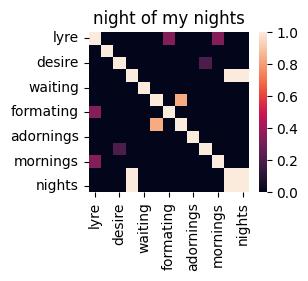 night of my nights
lyre
desire
waiting
formating
adornings
mornings
nights
1.0
0.8
0.6
0.4
0.2
0.0
lyre
desire
waiting
formating
adornings
mornings
nights